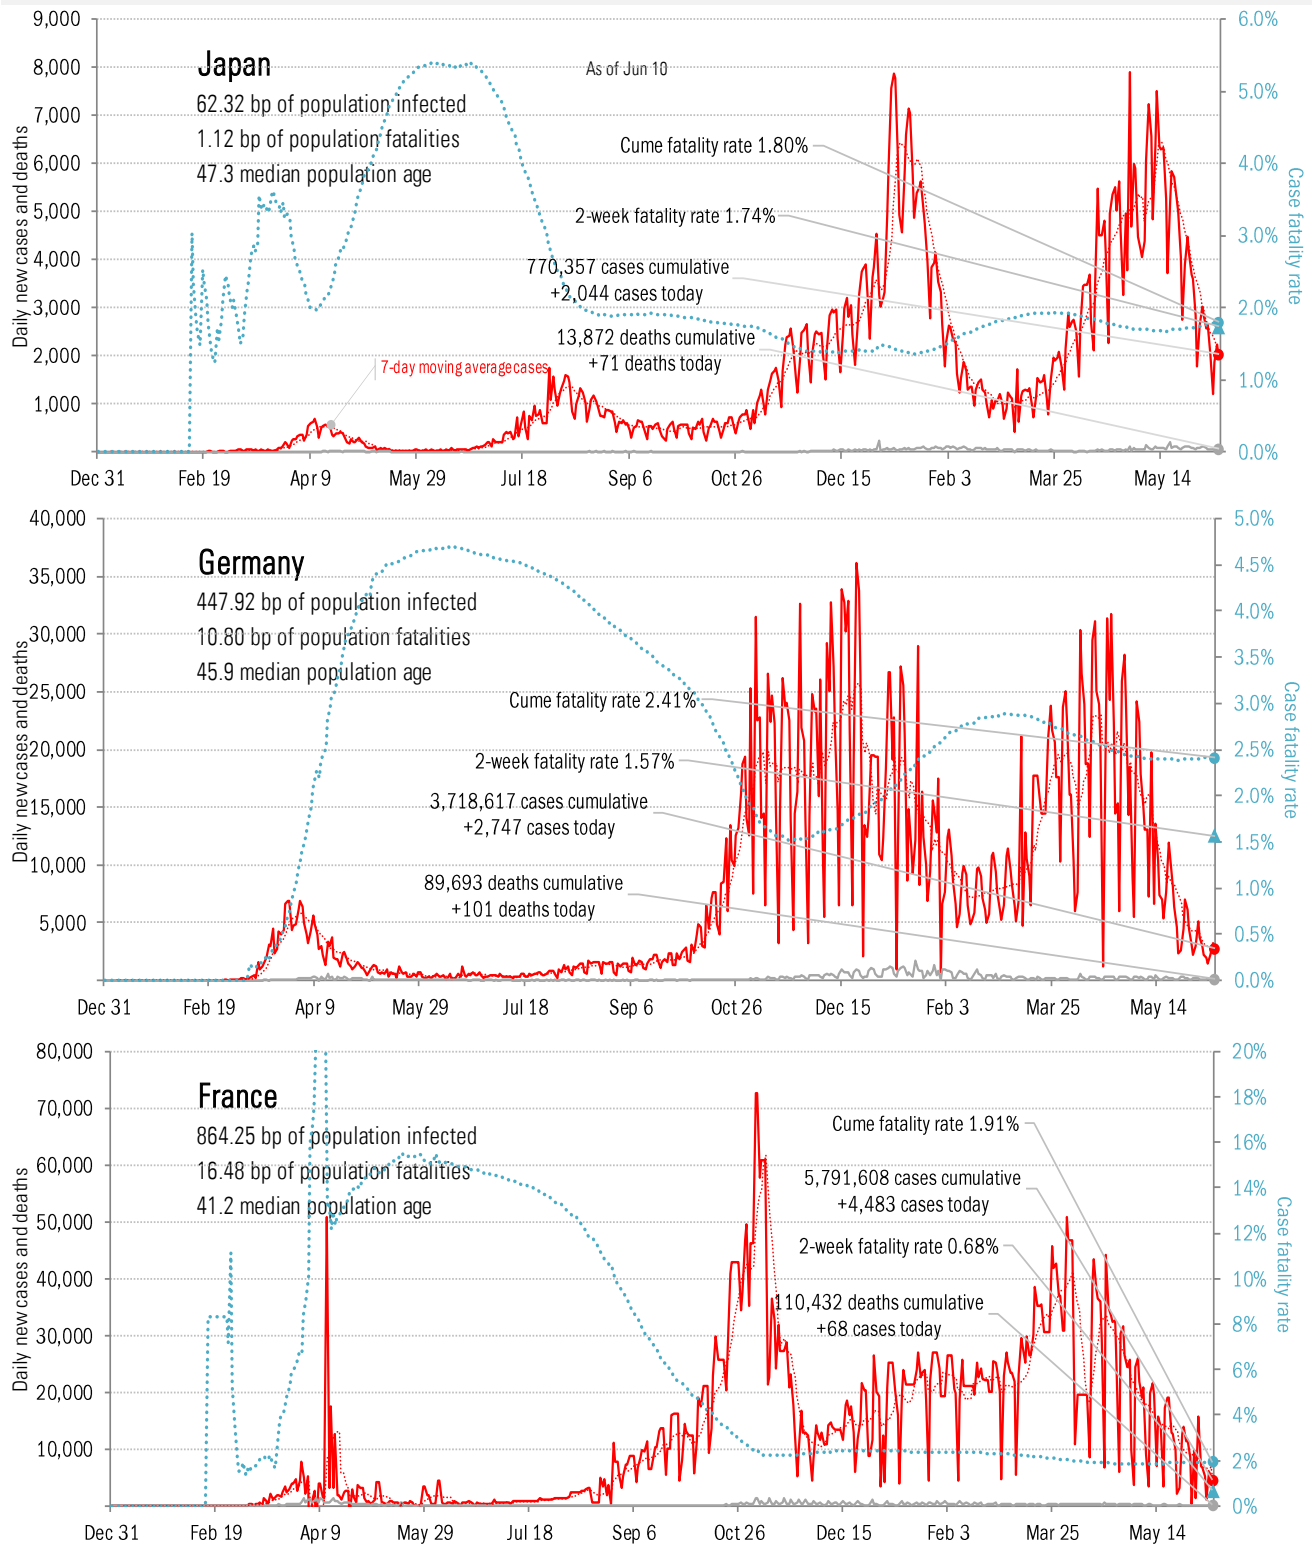 9,000
8,000
7,000
6,000
5,000
4,000
3,000
2,000
1,000
Daily new cases and deaths
Japan
62.32 bp of population infected
1.12 bp of population fatalities
47.3 median population age
As of Jun 10
Cume fatality rate 1.80%
2-week fatality rate 1.74%
770,357 cases cumulative
+2,044 cases today
13,872 deaths cumulative
+71 deaths today
7-day moving average cases
6.0%
5.0%
4.0%
3.0%
2.0%
1.0%
0.0%
Case fatality rate
Dec 31 Feb 19 Apr 9 May 29 Jul 18 Sep 6 Oct 26 Dec 15 Feb 3 Mar 25 May 14
40,000
35,000
30,000
25,000
20,000
15,000
10,000
5,000
Daily new cases and deaths
Germany
447.92 bp of population infected
10.80 bp of population fatalities
45.9 median population age
Cume fatality rate 2.41%
2-week fatality rate 1.57%
3,718,617 cases cumulative
+2,747 cases today
89,693 deaths cumulative
+101 deaths today
5.0%
4.5%
4.0%
3.5%
3.0%
2.5%
2.0%
1.5%
1.0%
0.5%
0.0%
Case fatality rate
Dec 31 Feb 19 Apr 9 May 29 Jul 18 Sep 6 Oct 26 Dec 15 Feb 3 Mar 25 May 14
80,000
70,000
60,000
50,000
40,000
30,000
20,000
10,000
Daily new cases and deaths
France
864.25 bp of population infected
16.48 bp of population fatalities
41.2 median population age
Cume fatality rate 1.91%
5,791,608 cases cumulative
+4,483 cases today
2-week fatality rate 0.68%
110,432 deaths cumulative
+68 cases today
20%
18%
16%
14%
12%
10%
8%
6%
4%
2%
0%
Case fatality rate
Dec 31 Feb 19 Apr 9 May 29 Jul 18 Sep 6 Oct 26 Dec 15 Feb 3 Mar 25 May 14